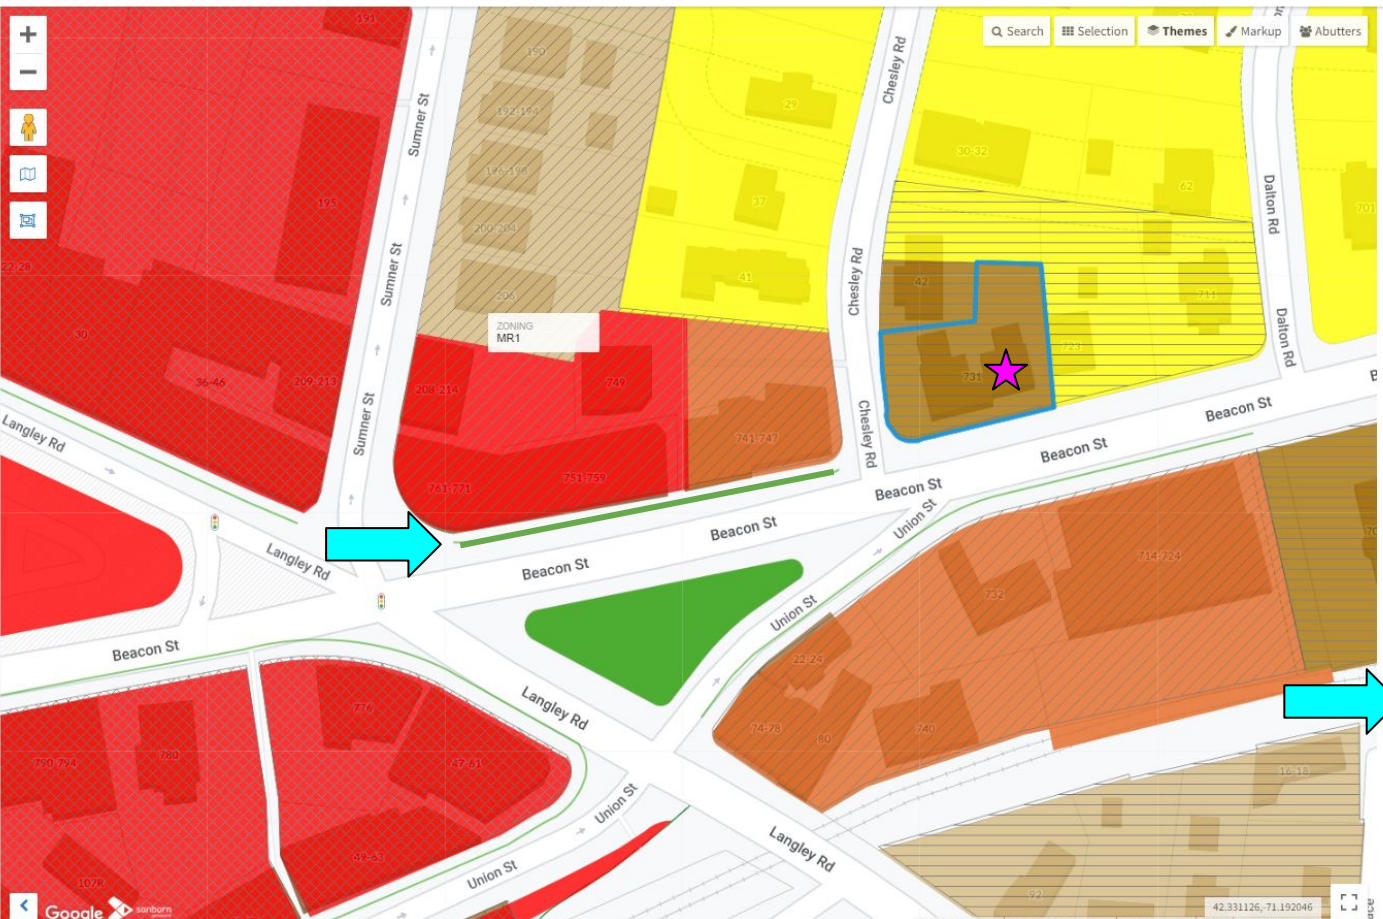 +
−
Search
Selection
Themes
Markup
Abutters
191
190
192-194
196-198
200-204
206
195
22-28
30
36-46
209-213
29
37
41
30-32
62
701
42
711
723
731
ZONING
MR1
208-214
749
741-747
751-759
761-771
Sumner St
Sumner St
Sumner St
Chesley Rd
Chesley Rd
Chesley Rd
Dalton Rd
Dalton Rd
Langley Rd
Langley Rd
Langley Rd
Langley Rd
Beacon St
Beacon St
Beacon St
Beacon St
Beacon St
Beacon St
Union St
Union St
Union St
Union St
714-724
732
22-24
74-78
80
740
16-18
92
776
780
790-794
47-61
49-63
107R
Google
sanborn
42.331126,-71.192046